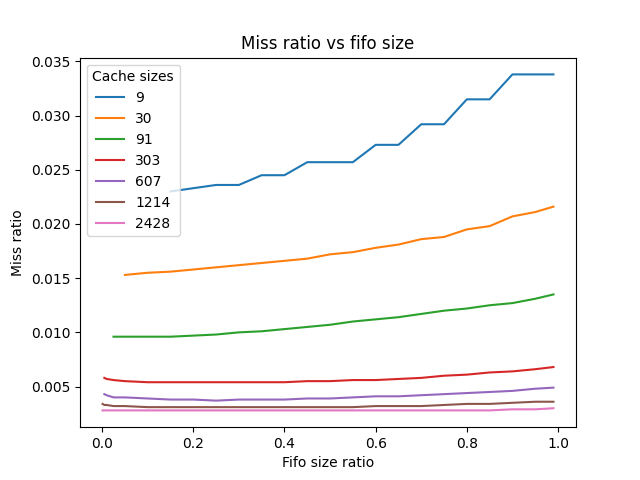 Miss ratio vs fifo size
Miss ratio
0.035
0.030
0.025
0.020
0.015
0.010
0.005
Cache sizes
9
30
91
303
607
1214
2428
0.0 0.2 0.4 0.6 0.8 1.0
Fifo size ratio